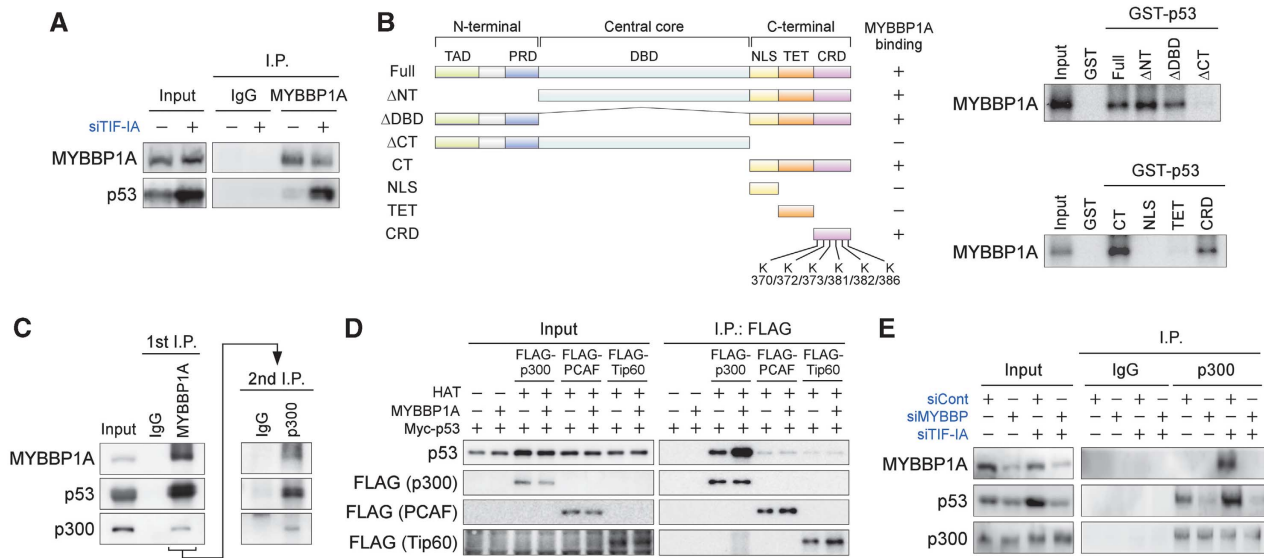 A
I.P.
Input IgG MYBBP1A
siTIF-IA − + − + − +
MYBBP1A
p53
B
N-terminal Central core C-terminal MYBBP1A binding
TAD PRD DBD NLS TET CRD
Full +
ΔNT +
ΔDBD +
ΔCT −
CT +
NLS −
TET −
CRD +
K K K K K K
370/372/373/381/382/386
GST-p53
Input GST Full ΔNT ΔDBD ΔCT
MYBBP1A
GST-p53
Input GST CT NLS TET CRD
MYBBP1A
C
1st I.P.
2nd I.P.
Input IgG MYBBP1A IgG p300
MYBBP1A
p53
p300
D
Input I.P.: FLAG
FLAG-p300 FLAG-PCAF FLAG-Tip60 FLAG-p300 FLAG-PCAF FLAG-Tip60
HAT − − + + + + + + − − + + + + + +
MYBBP1A − + − + − + − + − + − + − + − +
Myc-p53 + + + + + + + + + + + + + + + +
p53
FLAG (p300)
FLAG (PCAF)
FLAG (Tip60)
E
I.P.
Input IgG p300
siCont + − + − + − + − + − + −
siMYBBP − + − + − + − + − + − +
siTIF-IA − − + + − − + + − − + +
MYBBP1A
p53
p300